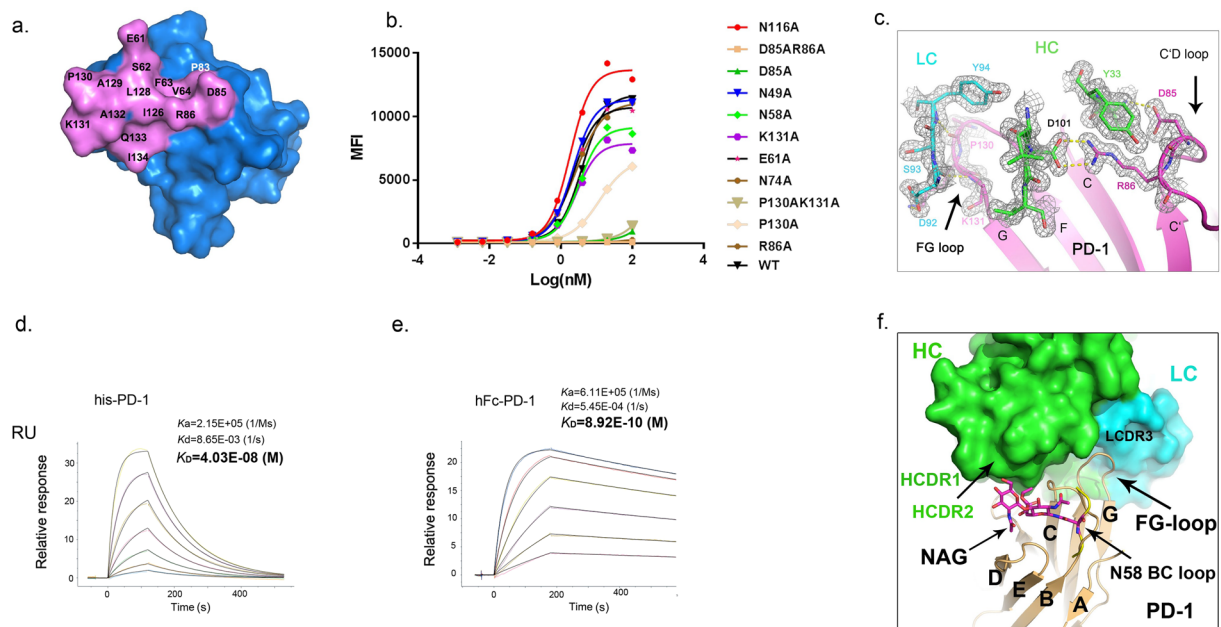 a.
E61
S62
P83
P130
A129
F63
L128
V64
D85
A132
I126
R86
K131
Q133
I134
b.
15000
10000
5000
0
MFI
−4
−2
0
2
4
Log(nM)
N116A
D85AR86A
D85A
N49A
N58A
K131A
E61A
N74A
P130AK131A
P130A
R86A
WT
c.
LC
HC
C'D loop
Y94
Y33
D85
D101
P130
S93
C
R86
D92
K131
G
F
C'
FG loop
PD-1
d.
his-PD-1
Ka=2.15E+05 (1/Ms)
Kd=8.65E-03 (1/s)
KD=4.03E-08 (M)
RU
Relative response
30
20
10
0
0
200
400
Time (s)
e.
hFc-PD-1
Ka=6.11E+05 (1/Ms)
Kd=5.45E-04 (1/s)
KD=8.92E-10 (M)
Relative response
25
20
15
10
5
0
0
200
400
Time (s)
f.
HC
LC
LCDR3
HCDR1
HCDR2
G
FG-loop
NAG
C
N58 BC loop
D
E
B
A
PD-1